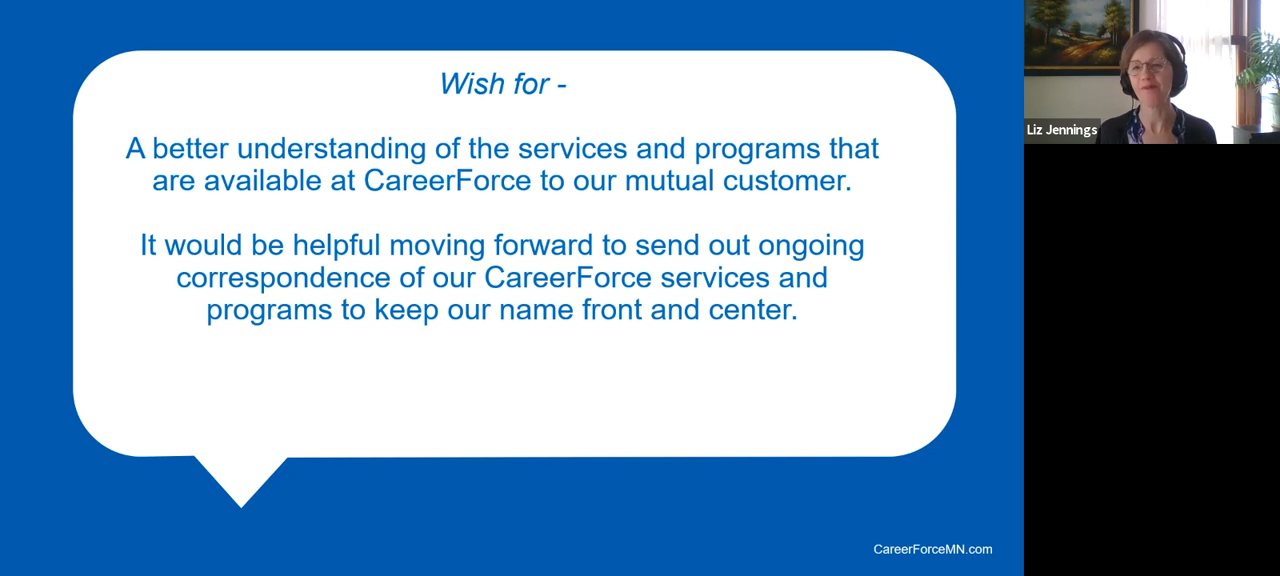 Wish for -
A better understanding of the services and programs that
are available at CareerForce to our mutual customer.
It would be helpful moving forward to send out ongoing
correspondence of our CareerForce services and
programs to keep our name front and center.
CareerForceMN.com
Liz Jennings